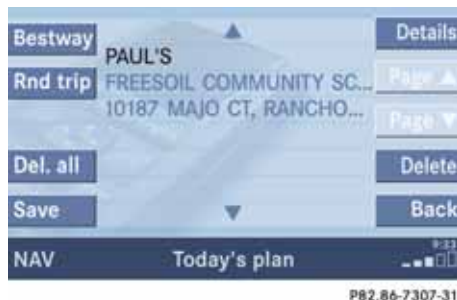 Bestway
PAUL'S
Details
Rnd trip
FREESOIL COMMUNITY SC...
Page ▲
10187 MAJO CT, RANCHO...
Page ▼
Del. all
Delete
Save
Back
NAV
Today's plan
9:33
P82.86-7307-31